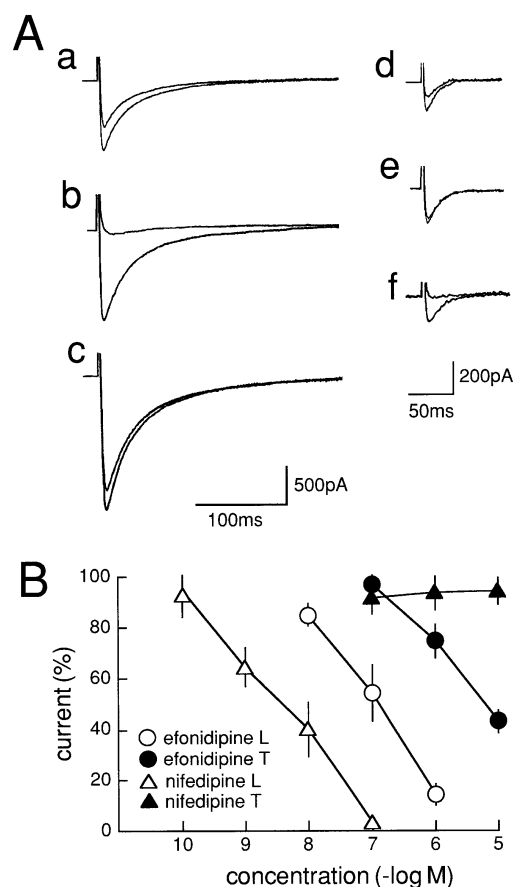 A
a
d
b
e
f
c
200pA
50ms
500pA
100ms
B
100
80
60
40
20
0
current (%)
efonidipine L
efonidipine T
nifedipine L
nifedipine T
10 9 8 7 6 5
concentration (-log M)